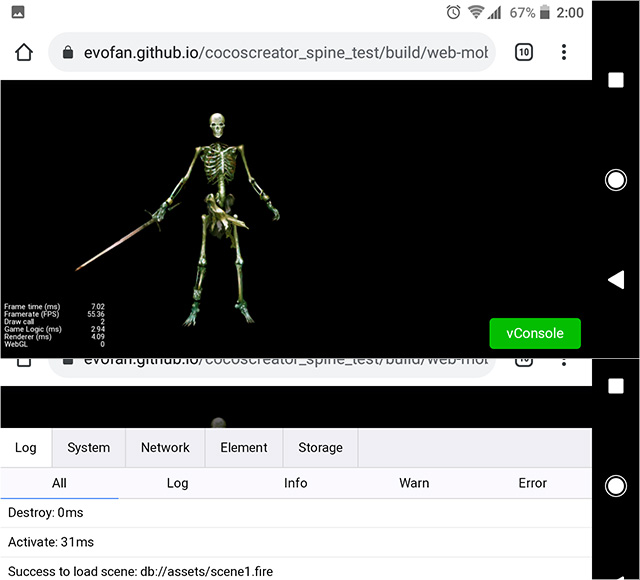 67% 2:00
evofan.github.io/cocoscreator_spine_test/build/web-mob
10
Frame time (ms) 7.02
Framerate (FPS) 55.36
Draw call 2
Game Logic (ms) 2.94
Renderer (ms) 4.09
WebGL 0
vConsole
evofan.github.io/cocoscreator_spine_test/build/web-mob
10
Log System Network Element Storage
All Log Info Warn Error
Destroy: 0ms
Activate: 31ms
Success to load scene: db://assets/scene1.fire